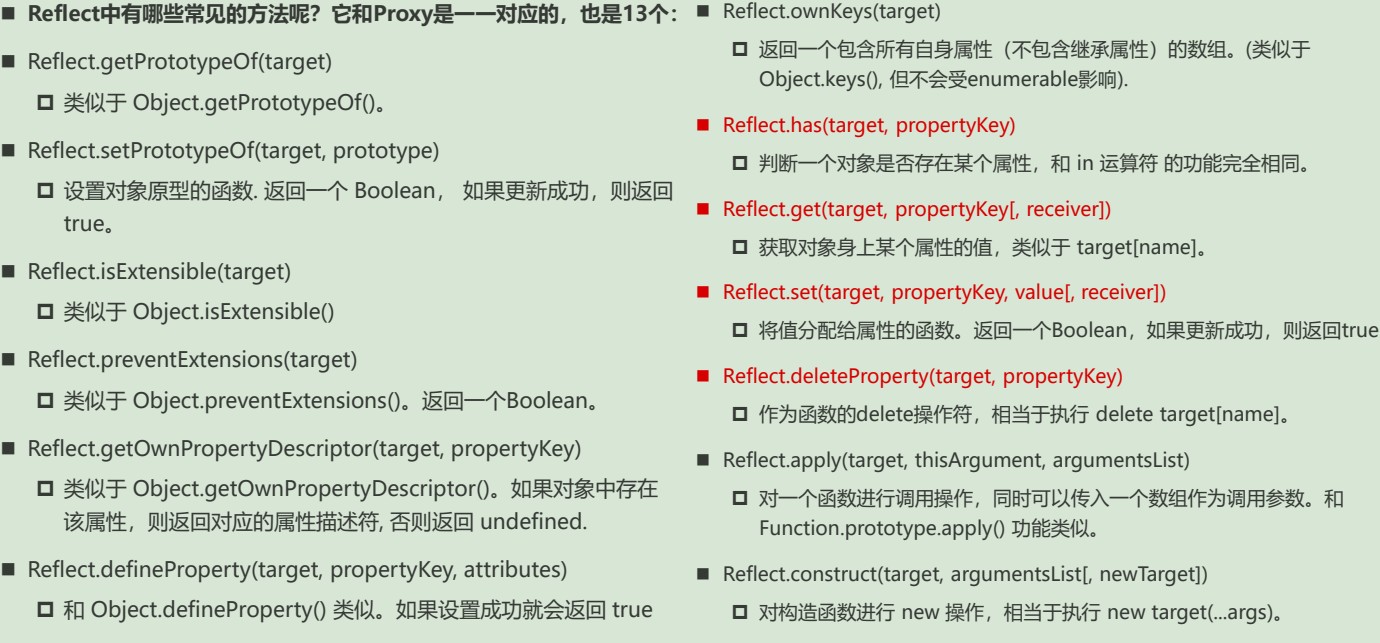 Reflect中有哪些常见的方法呢？它和Proxy是一一对应的，也是13个：
Reflect.getPrototypeOf(target)
类似于 Object.getPrototypeOf()。
Reflect.setPrototypeOf(target, prototype)
设置对象原型的函数. 返回一个 Boolean， 如果更新成功，则返回
true。
Reflect.isExtensible(target)
类似于 Object.isExtensible()
Reflect.preventExtensions(target)
类似于 Object.preventExtensions()。返回一个Boolean。
Reflect.getOwnPropertyDescriptor(target, propertyKey)
类似于 Object.getOwnPropertyDescriptor()。如果对象中存在
该属性，则返回对应的属性描述符, 否则返回 undefined.
Reflect.defineProperty(target, propertyKey, attributes)
和 Object.defineProperty() 类似。如果设置成功就会返回 true
Reflect.ownKeys(target)
返回一个包含所有自身属性（不包含继承属性）的数组。(类似于
Object.keys(), 但不会受enumerable影响).
Reflect.has(target, propertyKey)
判断一个对象是否存在某个属性，和 in 运算符 的功能完全相同。
Reflect.get(target, propertyKey[, receiver])
获取对象身上某个属性的值，类似于 target[name]。
Reflect.set(target, propertyKey, value[, receiver])
将值分配给属性的函数。返回一个Boolean，如果更新成功，则返回true
Reflect.deleteProperty(target, propertyKey)
作为函数的delete操作符，相当于执行 delete target[name]。
Reflect.apply(target, thisArgument, argumentsList)
对一个函数进行调用操作，同时可以传入一个数组作为调用参数。和
Function.prototype.apply() 功能类似。
Reflect.construct(target, argumentsList[, newTarget])
对构造函数进行 new 操作，相当于执行 new target(...args)。